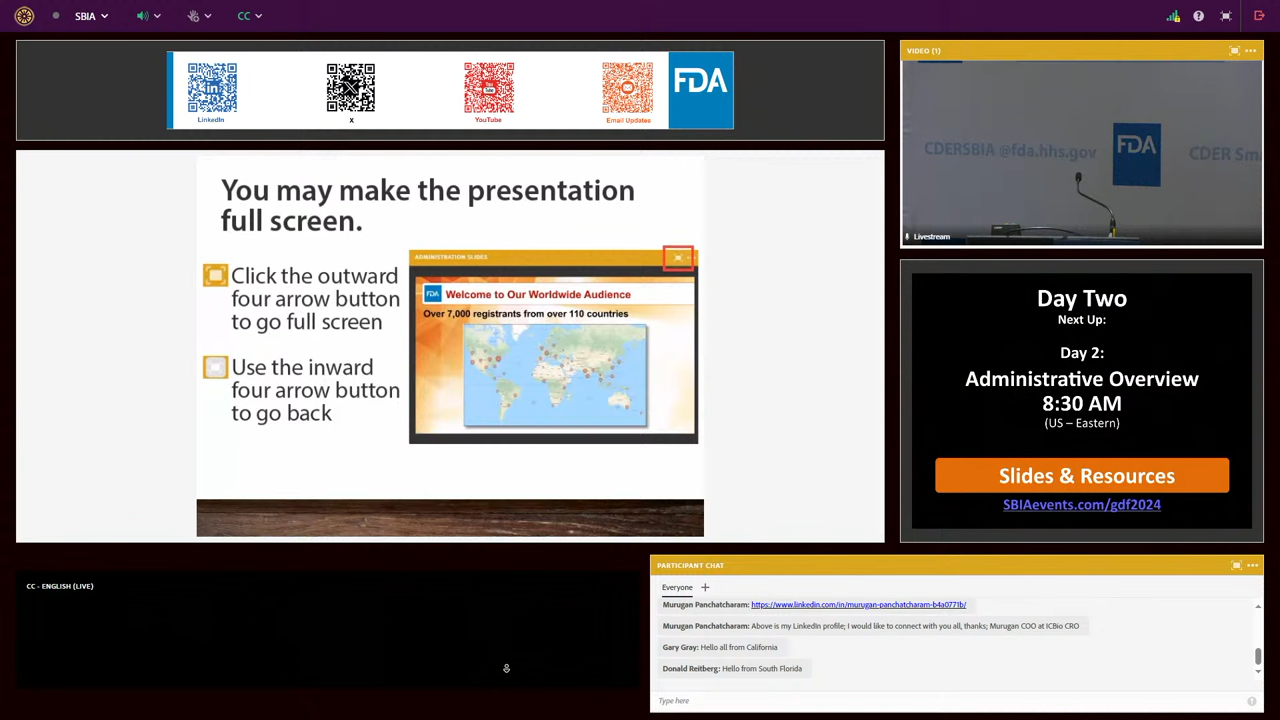 SBIA
CC
LinkedIn
X
YouTube
Email Updates
FDA
You may make the presentation
full screen.
Click the outward
four arrow button
to go full screen
Use the inward
four arrow button
to go back
ADMINISTRATION SLIDES
FDA
Welcome to Our Worldwide Audience
Over 7,000 registrants from over 110 countries
VIDEO (1)
CDERSBIA @fda.hhs.gov
FDA
CDER Sma
Livestream
Day Two
Next Up:
Day 2:
Administrative Overview
8:30 AM
(US – Eastern)
Slides & Resources
SBIAevents.com/gdf2024
CC - ENGLISH (LIVE)
PARTICIPANT CHAT
Everyone
Murugan Panchatcharam: https://www.linkedin.com/in/murugan-panchatcharam-b4a0771b/
Murugan Panchatcharam: Above is my LinkedIn profile; I would like to connect with you all, thanks; Murugan COO at ICBio CRO
Gary Gray: Hello all from California
Donald Reitberg: Hello from South Florida
Type here